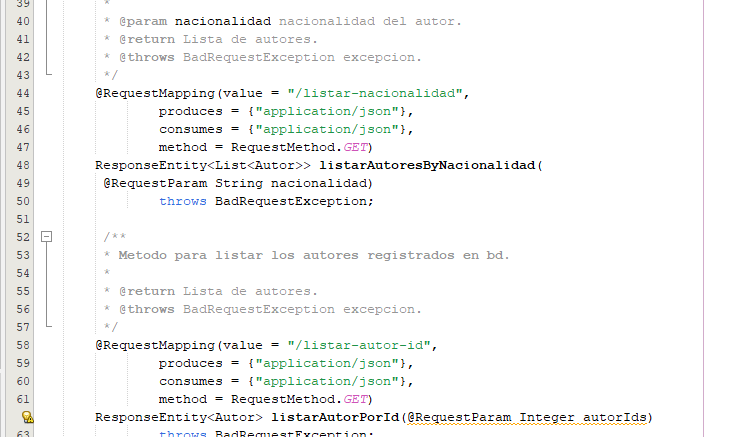 39 *
40 * @param nacionalidad nacionalidad del autor.
41 * @return Lista de autores.
42 * @throws BadRequestException excepcion.
43 */
44 @RequestMapping(value = "/listar-nacionalidad",
45 produces = {"application/json"},
46 consumes = {"application/json"},
47 method = RequestMethod.GET)
48 ResponseEntity<List<Autor>> listarAutoresByNacionalidad(
49 @RequestParam String nacionalidad)
50 throws BadRequestException;
51
52 /**
53 * Metodo para listar los autores registrados en bd.
54 *
55 * @return Lista de autores.
56 * @throws BadRequestException excepcion.
57 */
58 @RequestMapping(value = "/listar-autor-id",
59 produces = {"application/json"},
60 consumes = {"application/json"},
61 method = RequestMethod.GET)
ResponseEntity<Autor> listarAutorPorId(@RequestParam Integer autorIds)
63 throws BadRequestException;